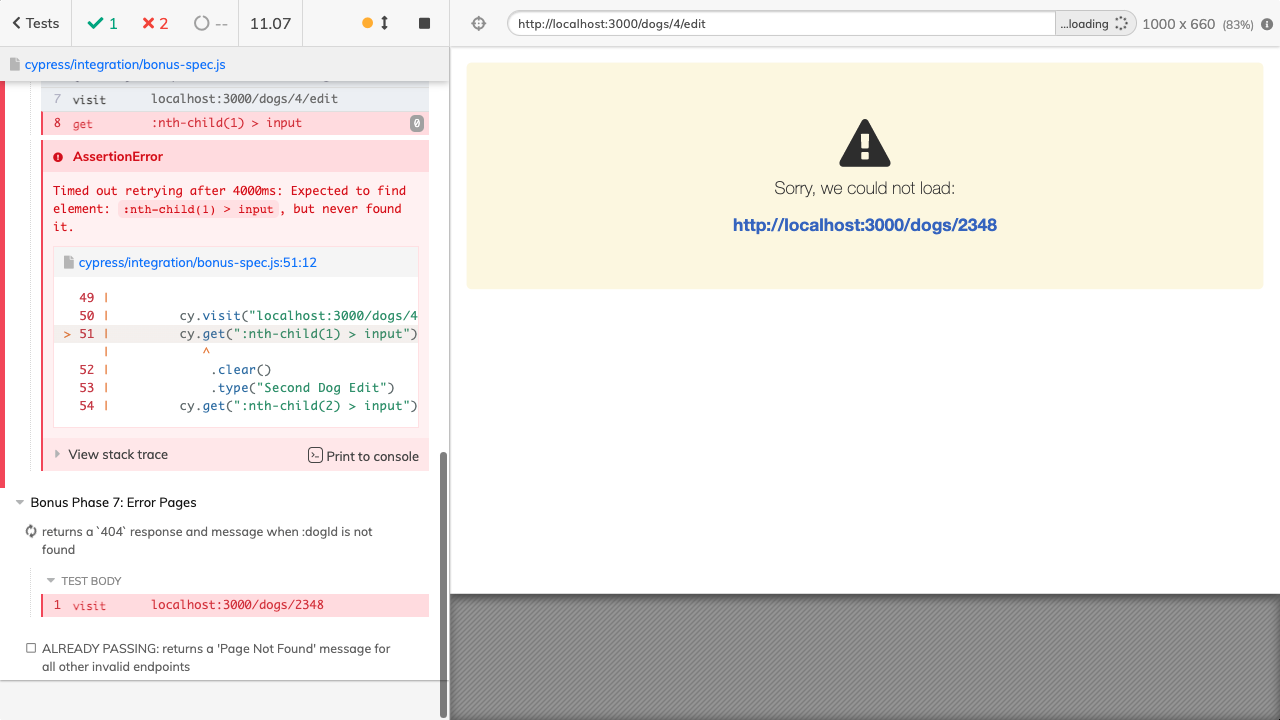 Tests
1
2
--
11.07
http://localhost:3000/dogs/4/edit
...loading
1000 x 660 (83%)
cypress/integration/bonus-spec.js
7 visit localhost:3000/dogs/4/edit
8 get :nth-child(1) > input 0
AssertionError
Timed out retrying after 4000ms: Expected to find
element: :nth-child(1) > input, but never found
it.
cypress/integration/bonus-spec.js:51:12
49 |
50 | cy.visit("localhost:3000/dogs/4
> 51 | cy.get(":nth-child(1) > input")
| ^
52 | .clear()
53 | .type("Second Dog Edit")
54 | cy.get(":nth-child(2) > input")
View stack trace
Print to console
Bonus Phase 7: Error Pages
returns a `404` response and message when :dogId is not
found
TEST BODY
1 visit localhost:3000/dogs/2348
ALREADY PASSING: returns a 'Page Not Found' message for
all other invalid endpoints
Sorry, we could not load:
http://localhost:3000/dogs/2348